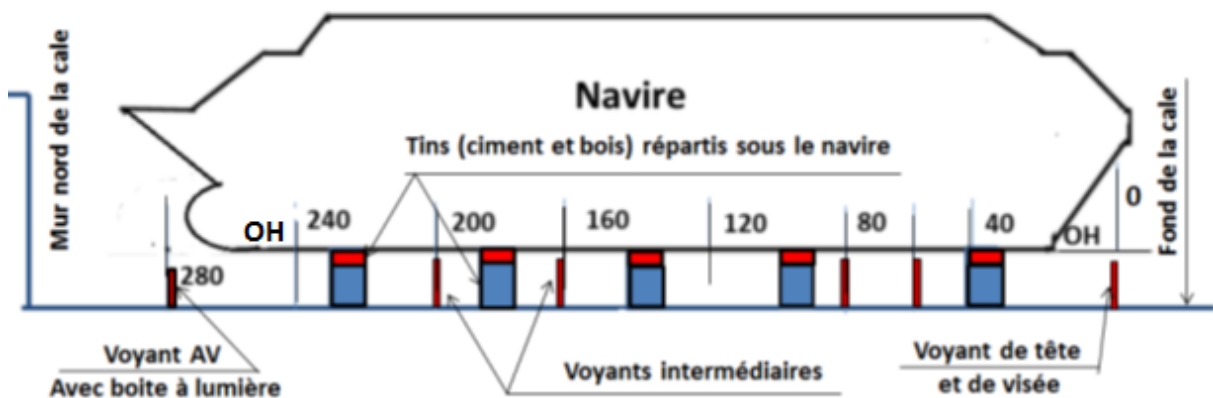 Navire
Tins (ciment et bois) répartis sous le navire
Mur nord de la cale
Fond de la cale
OH 240 200 160 120 80 40 OH 0
280
Voyant AV
Avec boite à lumière
Voyants intermédiaires
Voyant de tête
et de visée